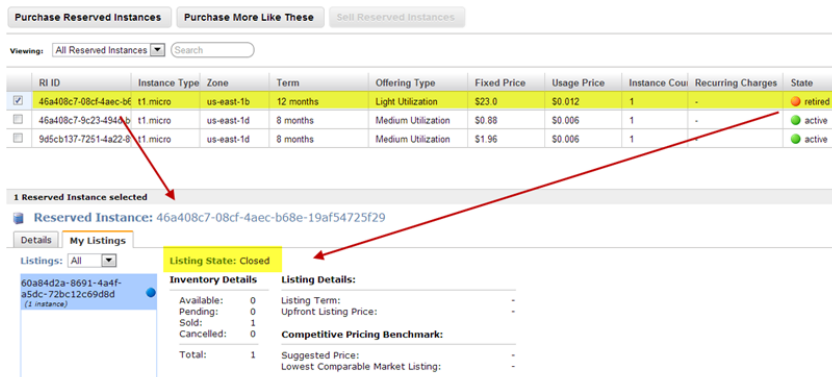 Purchase Reserved Instances Purchase More Like These Sell Reserved Instances
Viewing: All Reserved Instances Search
RI ID Instance Type Zone Term Offering Type Fixed Price Usage Price Instance Cou Recurring Charges State
46a408c7-08cf-4aec-b6 t1.micro us-east-1b 12 months Light Utilization $23.0 $0.012 1 - retired
46a408c7-9c23-494d-b t1.micro us-east-1d 8 months Medium Utilization $0.88 $0.006 1 - active
9d5cb137-7251-4a22-8 t1.micro us-east-1d 8 months Medium Utilization $1.96 $0.006 1 - active
1 Reserved Instance selected
Reserved Instance: 46a408c7-08cf-4aec-b68e-19af54725f29
Details My Listings
Listings: All Listing State: Closed
60a84d2a-8691-4a4f-
a5dc-72bc12c69d8d
(1 instance)
Inventory Details
Available: 0
Pending: 0
Sold: 1
Cancelled: 0
Total: 1
Listing Details:
Listing Term: -
Upfront Listing Price: -
Competitive Pricing Benchmark:
Suggested Price: -
Lowest Comparable Market Listing: -